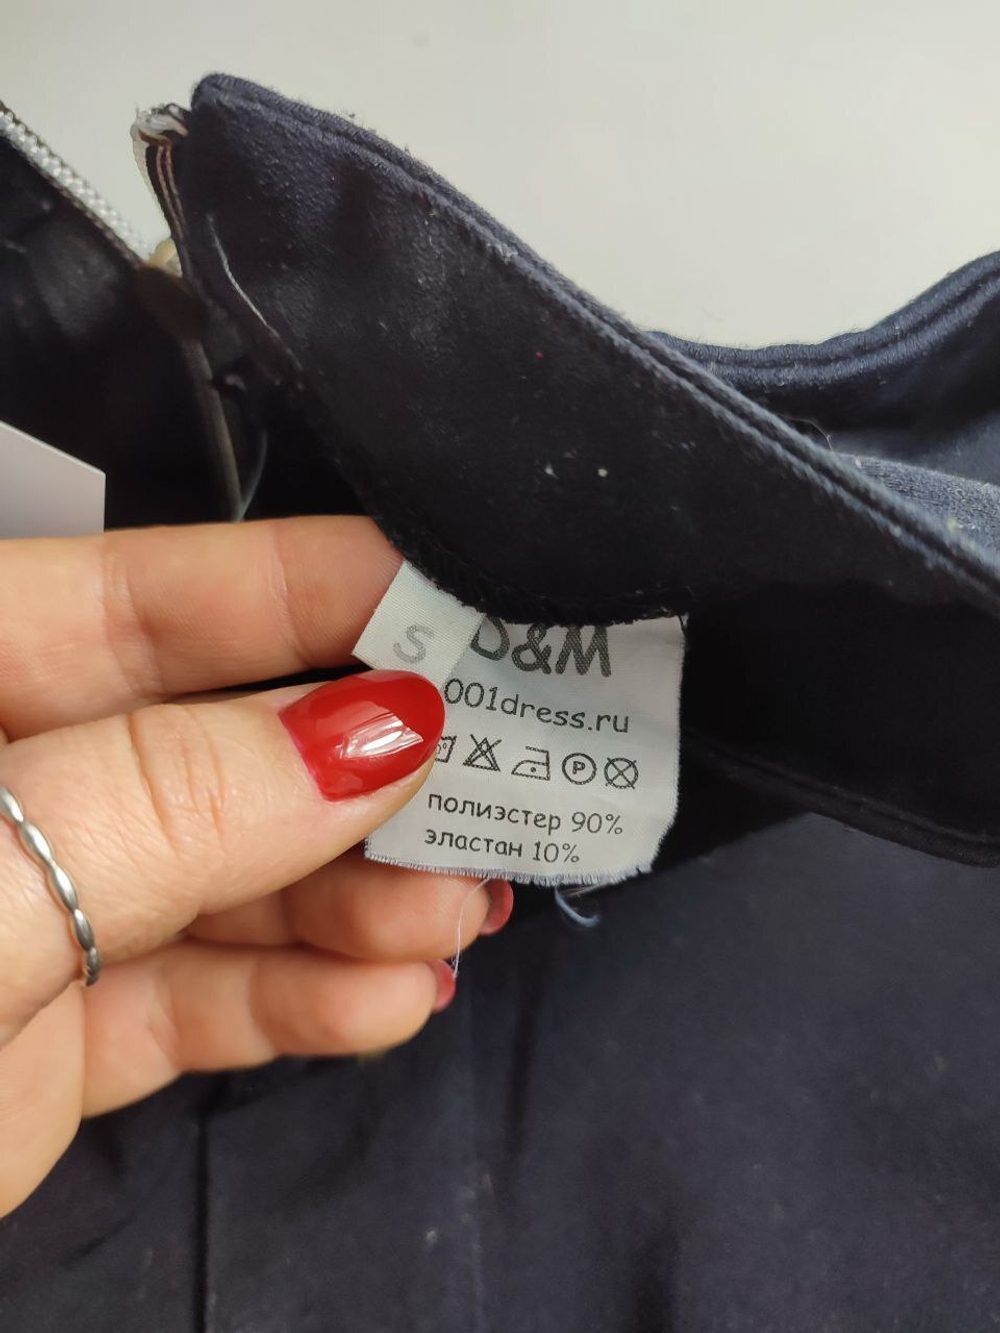 S
D&M
001dress.ru
P
полиэстер 90%
эластан 10%